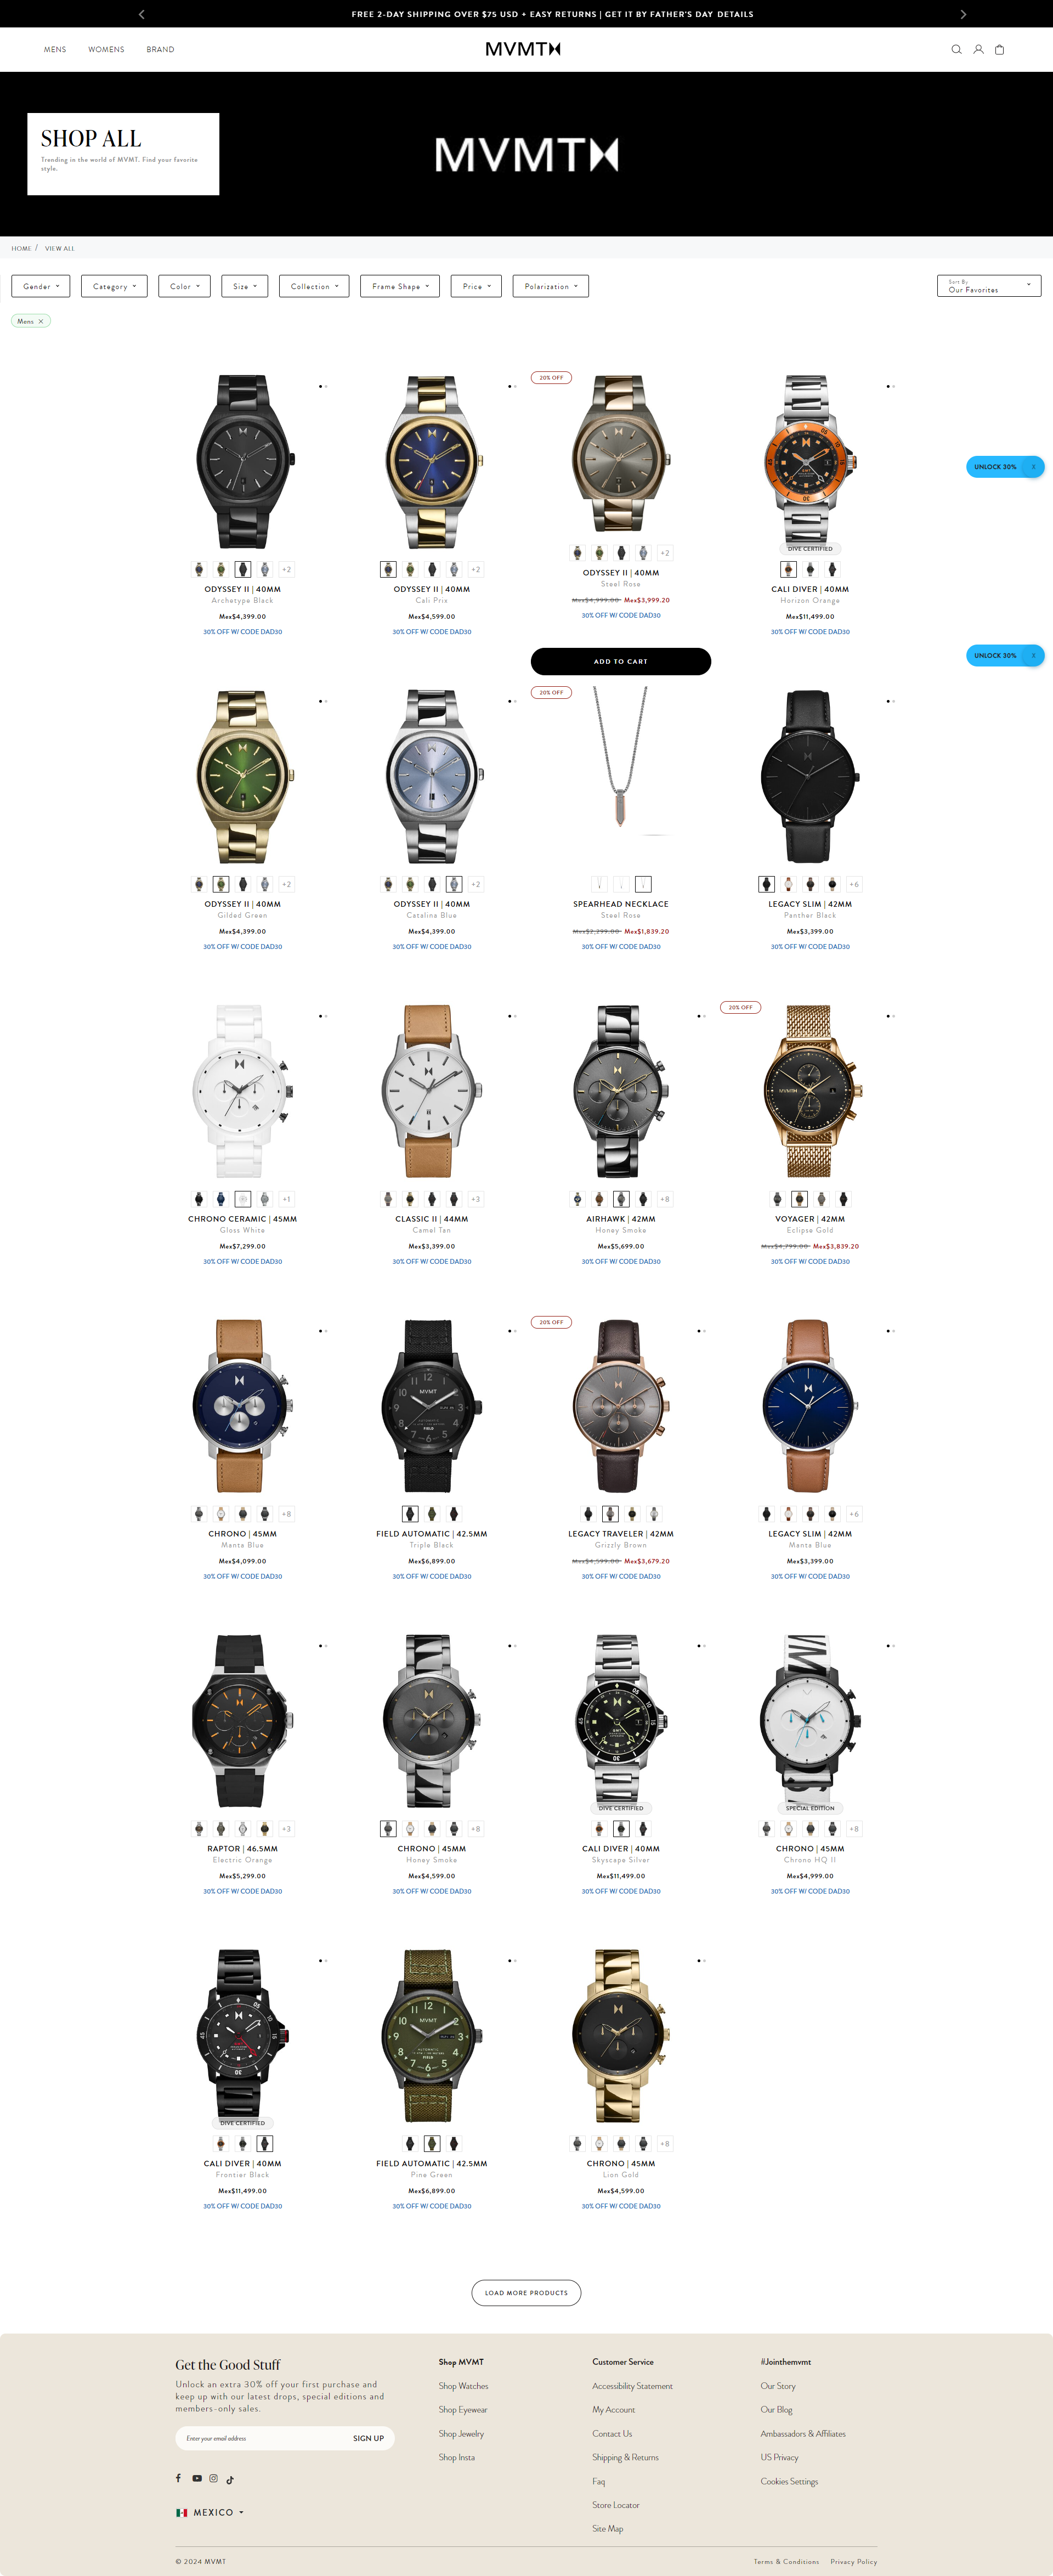 FREE 2-DAY SHIPPING OVER $75 USD + EASY RETURNS | GET IT BY FATHER'S DAY DETAILS
MENS WOMENS BRAND
MVMT
SHOP ALL
Trending in the world of MVMT. Find your favorite
style.
MVMT
HOME / VIEW ALL
Gender Category Color Size Collection Frame Shape Price Polarization
Sort By
Our Favorites
Mens X
UNLOCK 30% X
+2
ODYSSEY II | 40MM
Archetype Black
Mex$4,399.00
30% OFF W/ CODE DAD30
+2
ODYSSEY II | 40MM
Cali Prix
Mex$4,599.00
30% OFF W/ CODE DAD30
20% OFF
+2
ODYSSEY II | 40MM
Steel Rose
Mex$4,999.00 Mex$3,999.20
30% OFF W/ CODE DAD30
ADD TO CART
DIVE CERTIFIED
CALI DIVER | 40MM
Horizon Orange
Mex$11,499.00
30% OFF W/ CODE DAD30
UNLOCK 30% X
+2
ODYSSEY II | 40MM
Gilded Green
Mex$4,399.00
30% OFF W/ CODE DAD30
+2
ODYSSEY II | 40MM
Catalina Blue
Mex$4,399.00
30% OFF W/ CODE DAD30
20% OFF
SPEARHEAD NECKLACE
Steel Rose
Mex$2,299.00 Mex$1,839.20
30% OFF W/ CODE DAD30
+6
LEGACY SLIM | 42MM
Panther Black
Mex$3,399.00
30% OFF W/ CODE DAD30
+1
CHRONO CERAMIC | 45MM
Gloss White
Mex$7,299.00
30% OFF W/ CODE DAD30
+3
CLASSIC II | 44MM
Camel Tan
Mex$3,399.00
30% OFF W/ CODE DAD30
+8
AIRHAWK | 42MM
Honey Smoke
Mex$5,699.00
30% OFF W/ CODE DAD30
20% OFF
MVMT
VOYAGER | 42MM
Eclipse Gold
Mex$4,799.00 Mex$3,839.20
30% OFF W/ CODE DAD30
+8
CHRONO | 45MM
Manta Blue
Mex$4,099.00
30% OFF W/ CODE DAD30
MVMT
FIELD
FIELD AUTOMATIC | 42.5MM
Triple Black
Mex$6,899.00
30% OFF W/ CODE DAD30
20% OFF
LEGACY TRAVELER | 42MM
Grizzly Brown
Mex$4,599.00 Mex$3,679.20
30% OFF W/ CODE DAD30
+6
LEGACY SLIM | 42MM
Manta Blue
Mex$3,399.00
30% OFF W/ CODE DAD30
+3
RAPTOR | 46.5MM
Electric Orange
Mex$5,299.00
30% OFF W/ CODE DAD30
+8
CHRONO | 45MM
Honey Smoke
Mex$4,599.00
30% OFF W/ CODE DAD30
DIVE CERTIFIED
CALI DIVER | 40MM
Skyscape Silver
Mex$11,499.00
30% OFF W/ CODE DAD30
SPECIAL EDITION
+8
CHRONO | 45MM
Chrono HQ II
Mex$4,999.00
30% OFF W/ CODE DAD30
DIVE CERTIFIED
CALI DIVER | 40MM
Frontier Black
Mex$11,499.00
30% OFF W/ CODE DAD30
MVMT
AUTOMATIC
FIELD
FIELD AUTOMATIC | 42.5MM
Pine Green
Mex$6,899.00
30% OFF W/ CODE DAD30
+8
CHRONO | 45MM
Lion Gold
Mex$4,599.00
30% OFF W/ CODE DAD30
LOAD MORE PRODUCTS
Get the Good Stuff
Unlock an extra 30% off your first purchase and
keep up with our latest drops, special editions and
members-only sales.
Enter your email address SIGN UP
MEXICO
Shop MVMT
Shop Watches
Shop Eyewear
Shop Jewelry
Shop Insta
Customer Service
Accessibility Statement
My Account
Contact Us
Shipping & Returns
Faq
Store Locator
Site Map
#Jointhemvmt
Our Story
Our Blog
Ambassadors & Affiliates
US Privacy
Cookies Settings
© 2024 MVMT
Terms & Conditions Privacy Policy